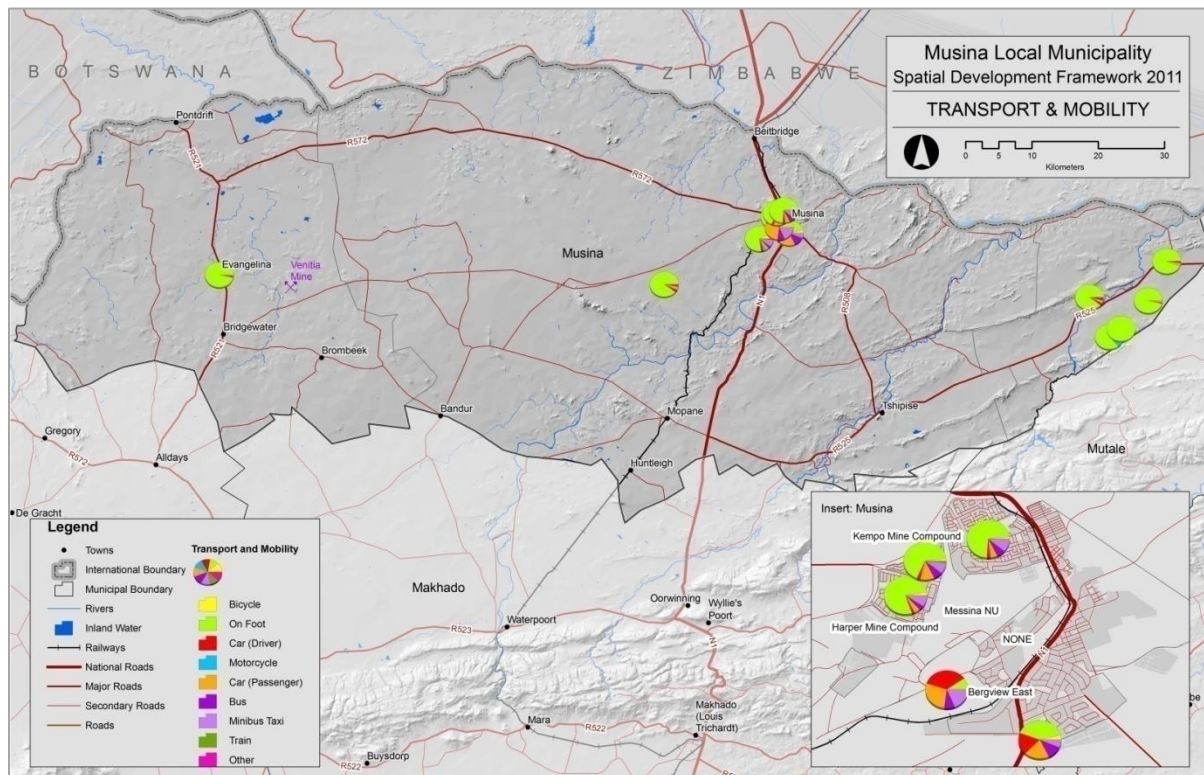 BOTSWANA
ZIMBABWE
Musina Local Municipality
Spatial Development Framework 2011
TRANSPORT & MOBILITY
0 5 10 20 30
Kilometers
Pontdrift
Beitbridge
R572
R521
R572
Musina
Evangelina
Venitia
Mine
Musina
N1
R508
R525
Bridgewater
R521
Brombeek
Bandur
Mopane
Tshipise
R525
Gregory
R572
Alldays
Huntleigh
Mutale
De Gracht
Makhado
Oorwinning
Wyllie's
Poort
Waterpoort
R523
N1
Mara
R522
Makhado
(Louis
Trichardt)
Buysdorp
R522
be
Legend
Towns
International Boundary
Municipal Boundary
Rivers
Inland Water
Railways
National Roads
Major Roads
Secondary Roads
Roads
Transport and Mobility
Bicycle
On Foot
Car (Driver)
Motorcycle
Car (Passenger)
Bus
Minibus Taxi
Train
Other
Insert: Musina
Kempo Mine Compound
Messina NU
Harper Mine Compound
NONE
N1
Bergview East